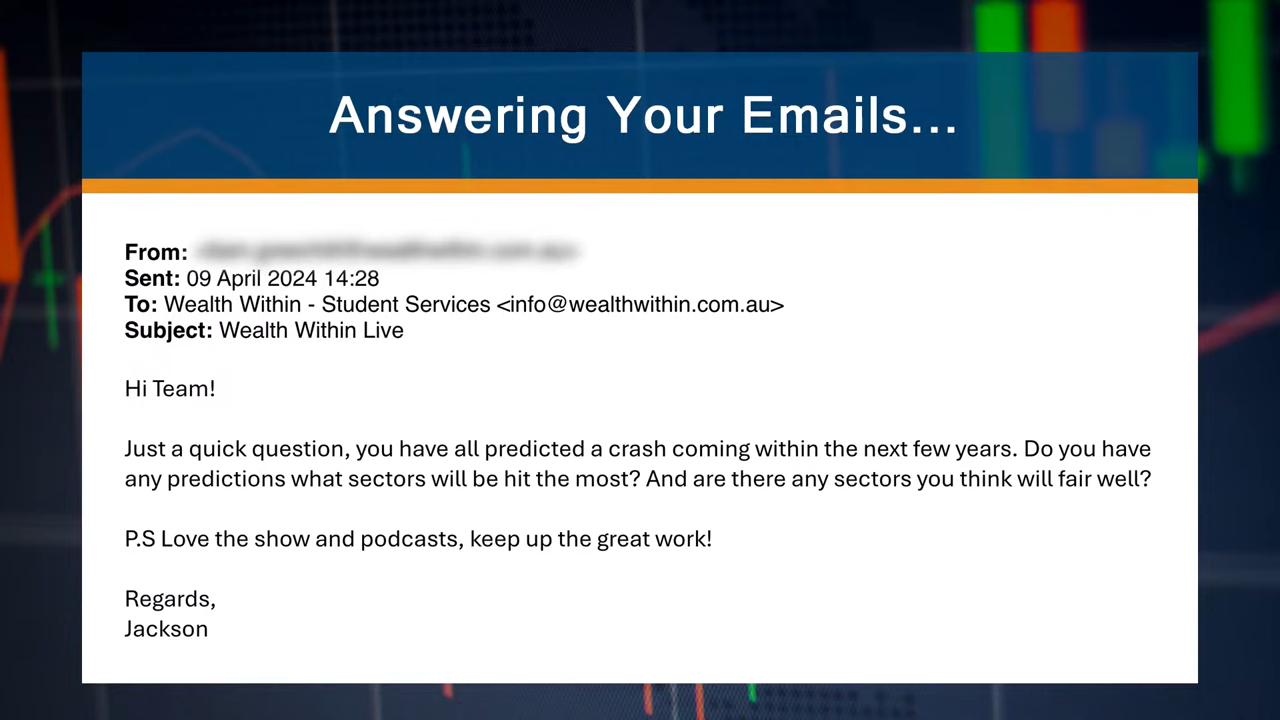 Answering Your Emails...
From:
Sent: 09 April 2024 14:28
To: Wealth Within - Student Services <info@wealthwithin.com.au>
Subject: Wealth Within Live
Hi Team!
Just a quick question, you have all predicted a crash coming within the next few years. Do you have
any predictions what sectors will be hit the most? And are there any sectors you think will fair well?
P.S Love the show and podcasts, keep up the great work!
Regards,
Jackson